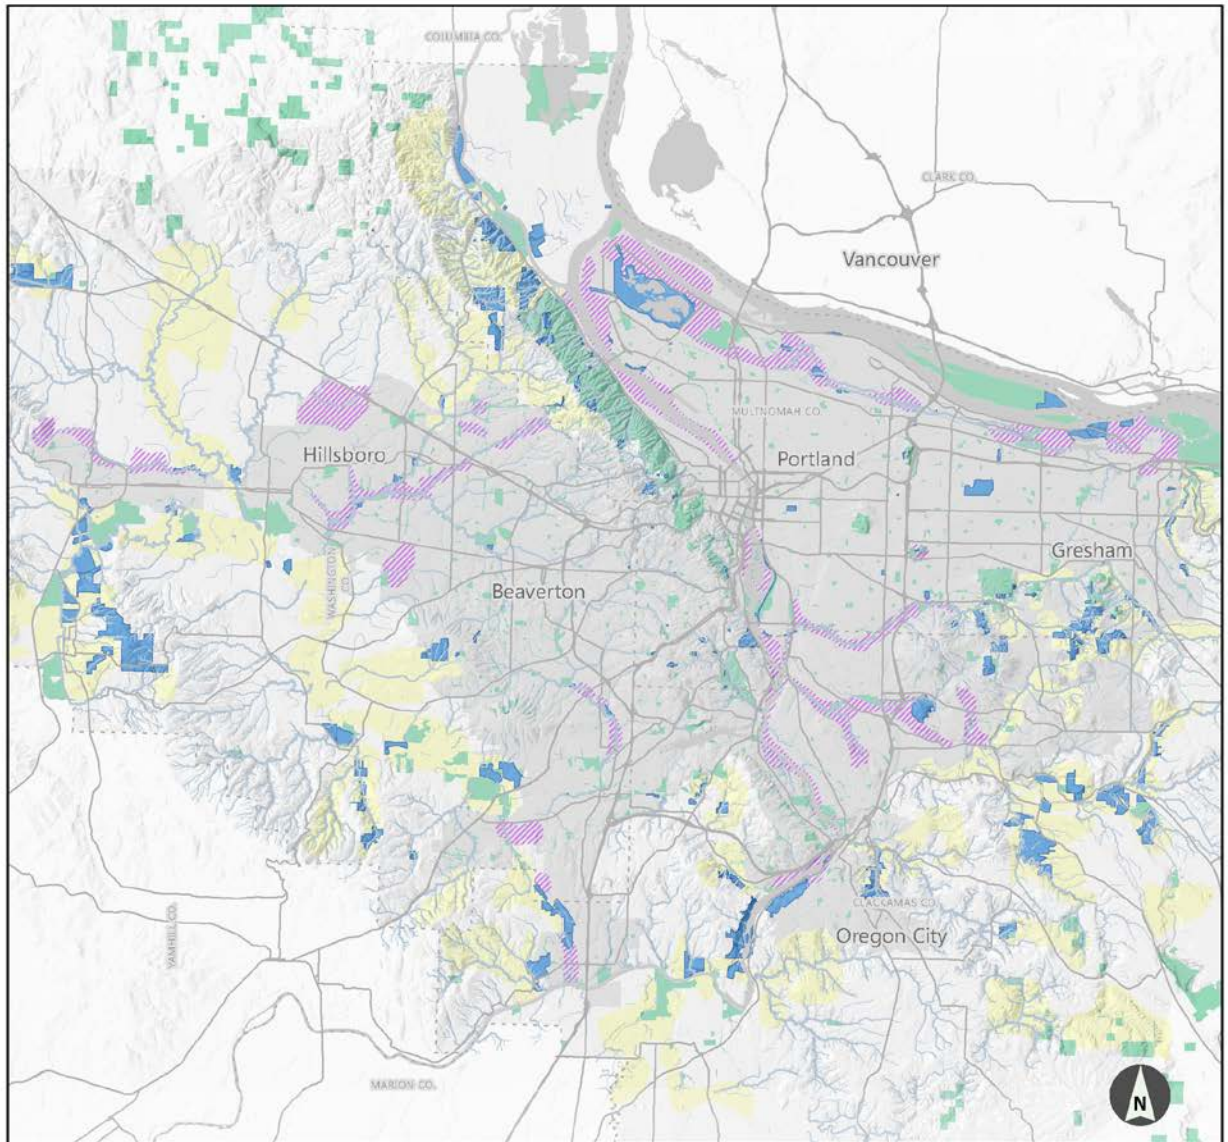 COLUMBIA CO.
CLARK CO.
Vancouver
MULTNOMAH CO.
Hillsboro
Portland
Gresham
WASHINGTON
CO.
Beaverton
CLACKAMAS CO.
YAMHILL CO.
Oregon City
MARION CO.
N